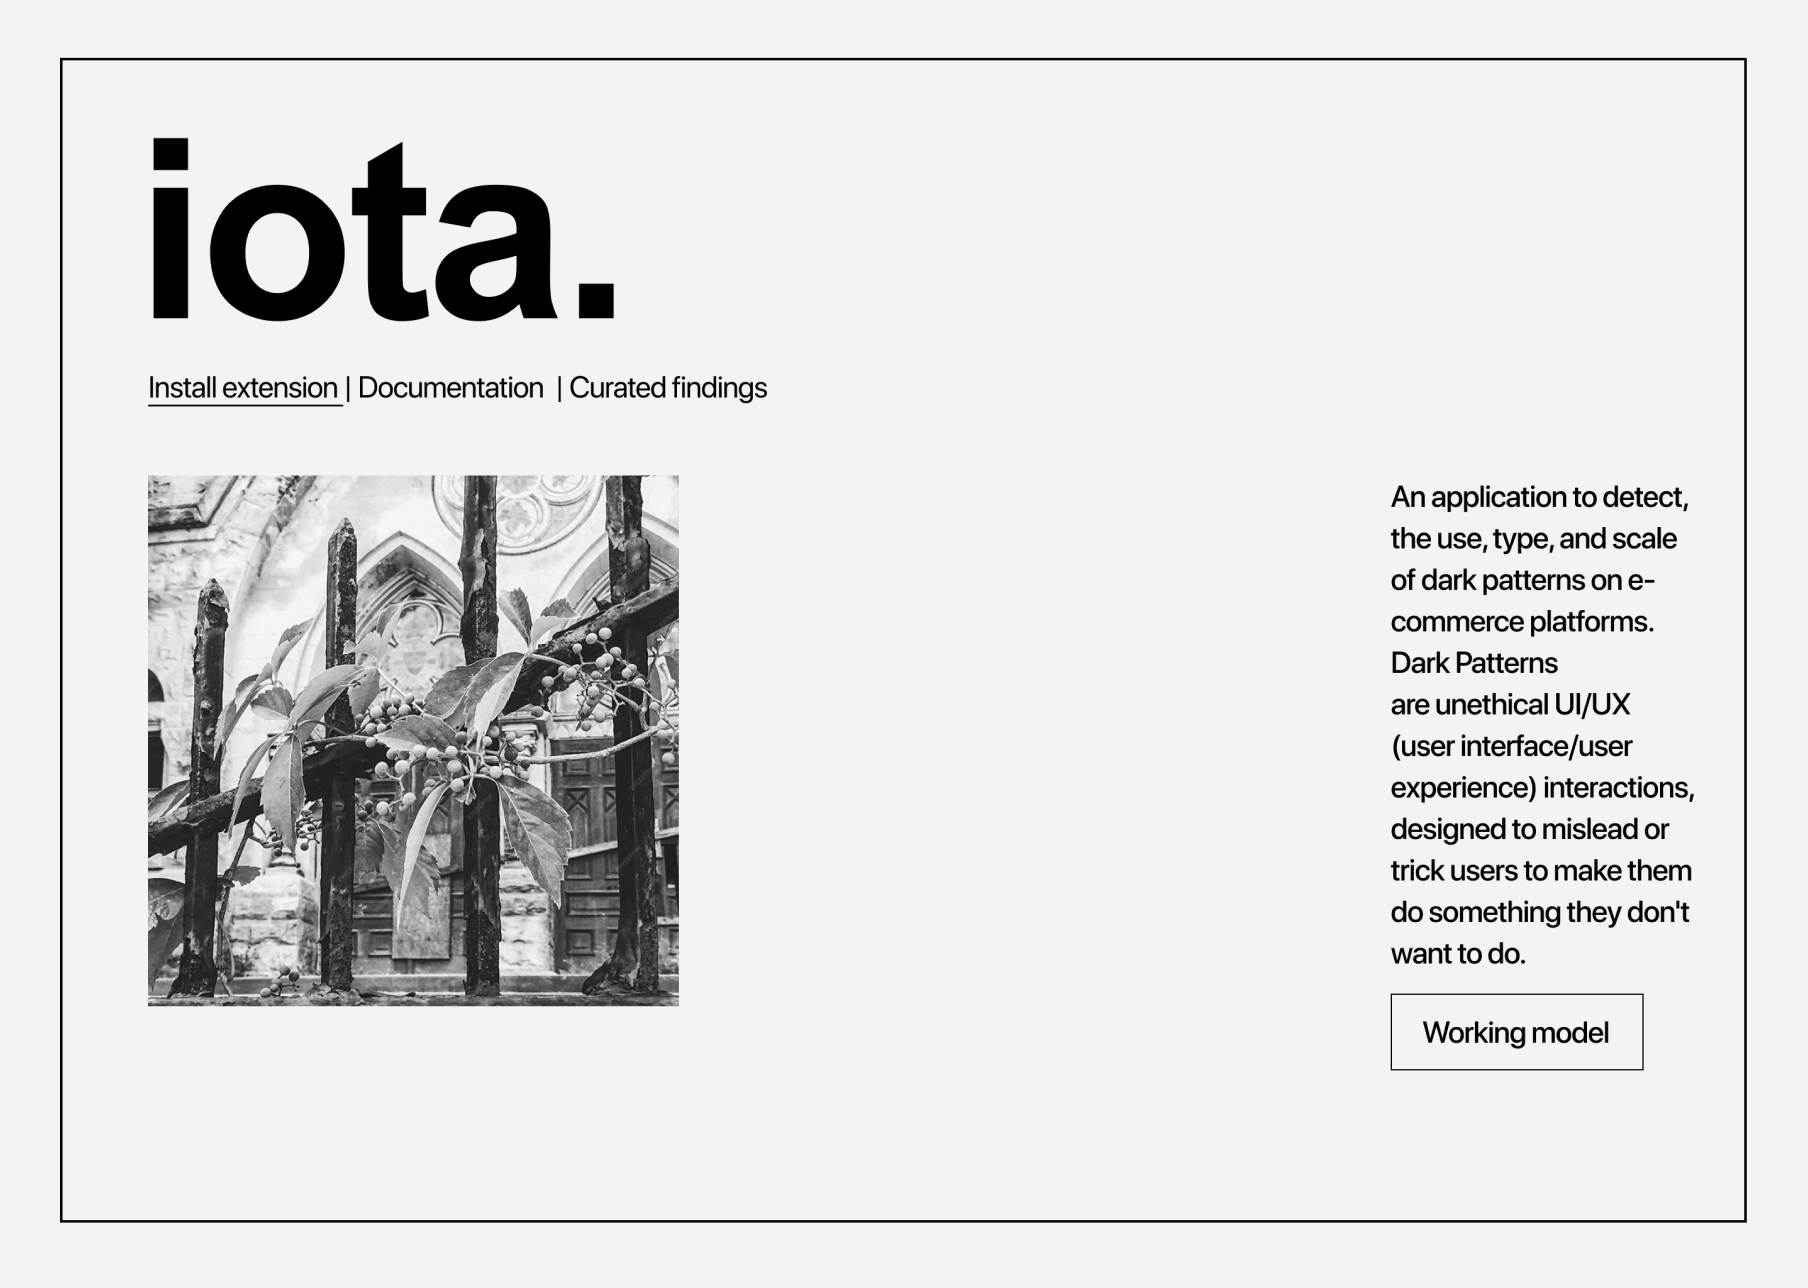 iota.
Install extension | Documentation | Curated findings
An application to detect,
the use, type, and scale
of dark patterns on e-
commerce platforms.
Dark Patterns
are unethical UI/UX
(user interface/user
experience) interactions,
designed to mislead or
trick users to make them
do something they don't
want to do.
Working model